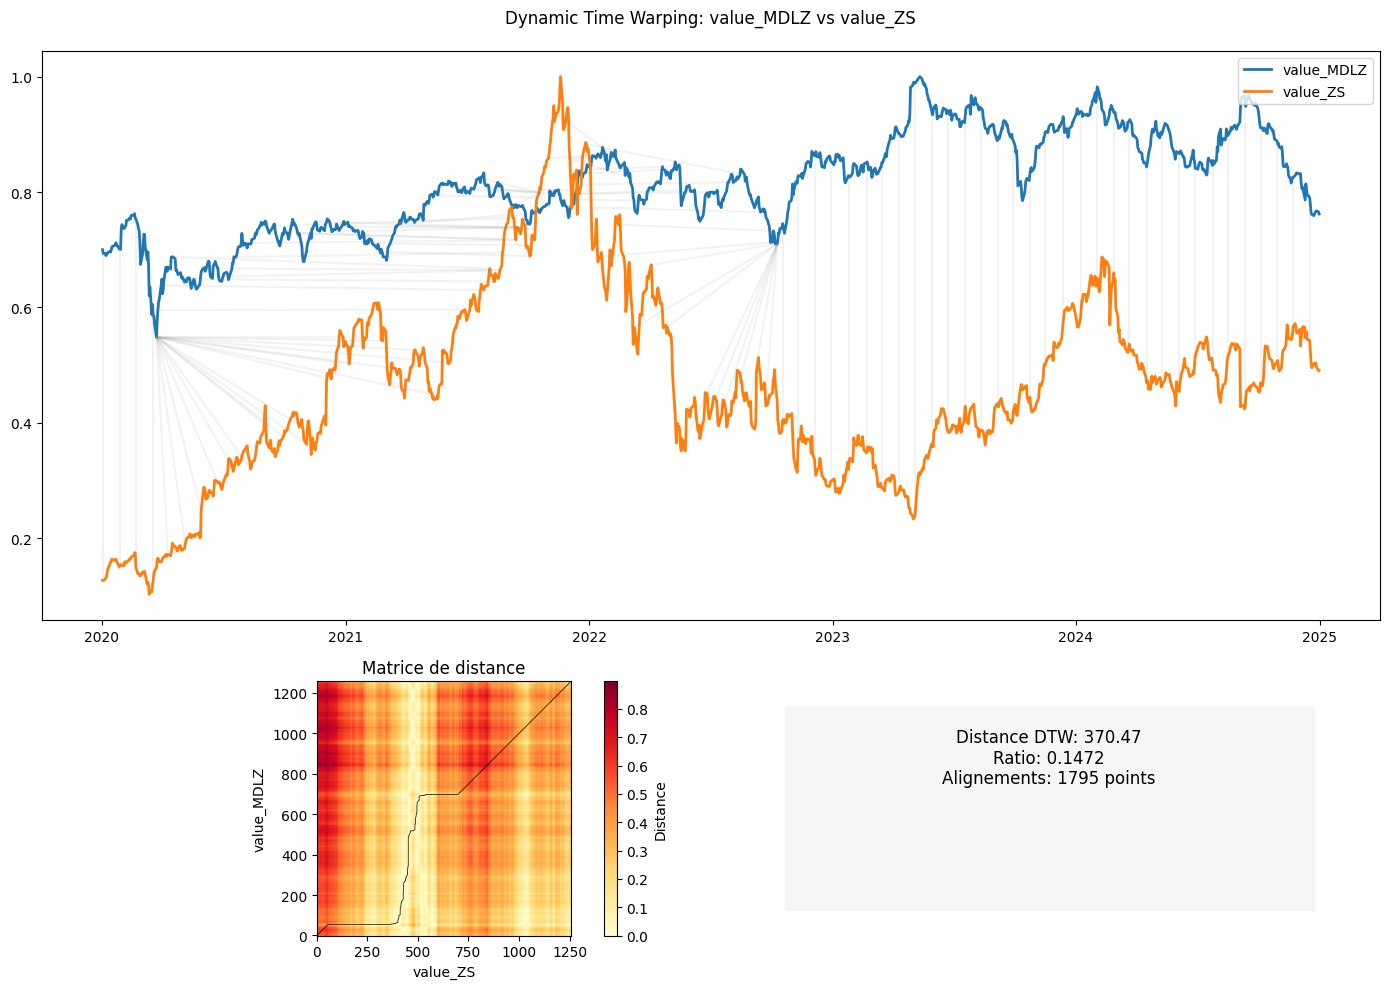 Dynamic Time Warping: value_MDLZ vs value_ZS
value_MDLZ
value_ZS
1.0
0.8
0.6
0.4
0.2
2020 2021 2022 2023 2024 2025
Matrice de distance
value_MDLZ
1200
1000
800
600
400
200
0
0 250 500 750 1000 1250
value_ZS
0.8
0.7
0.6
0.5
0.4
0.3
0.2
0.1
0.0
Distance
Distance DTW: 370.47
Ratio: 0.1472
Alignements: 1795 points